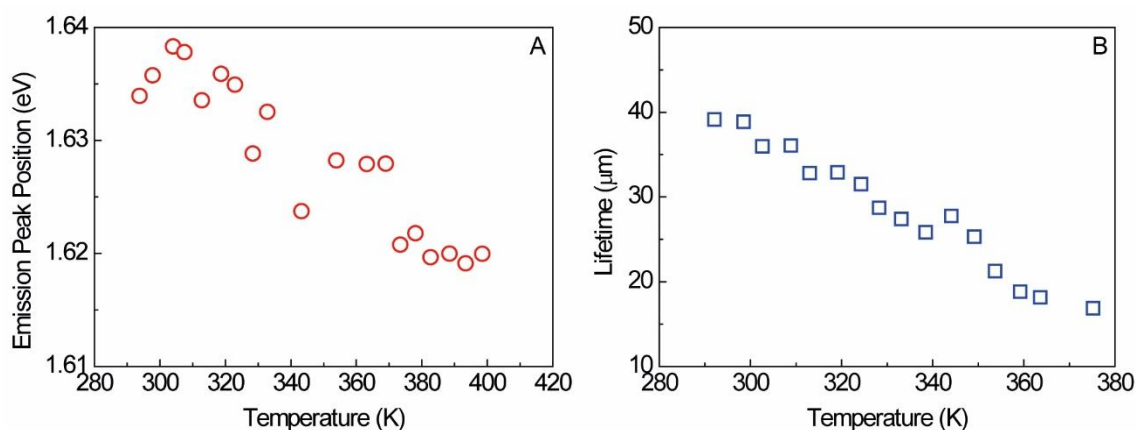 A
Emission Peak Position (eV)
1.64
1.63
1.62
1.61
280 300 320 340 360 380 400 420
Temperature (K)
B
Lifetime (μm)
50
40
30
20
10
280 300 320 340 360 380
Temperature (K)